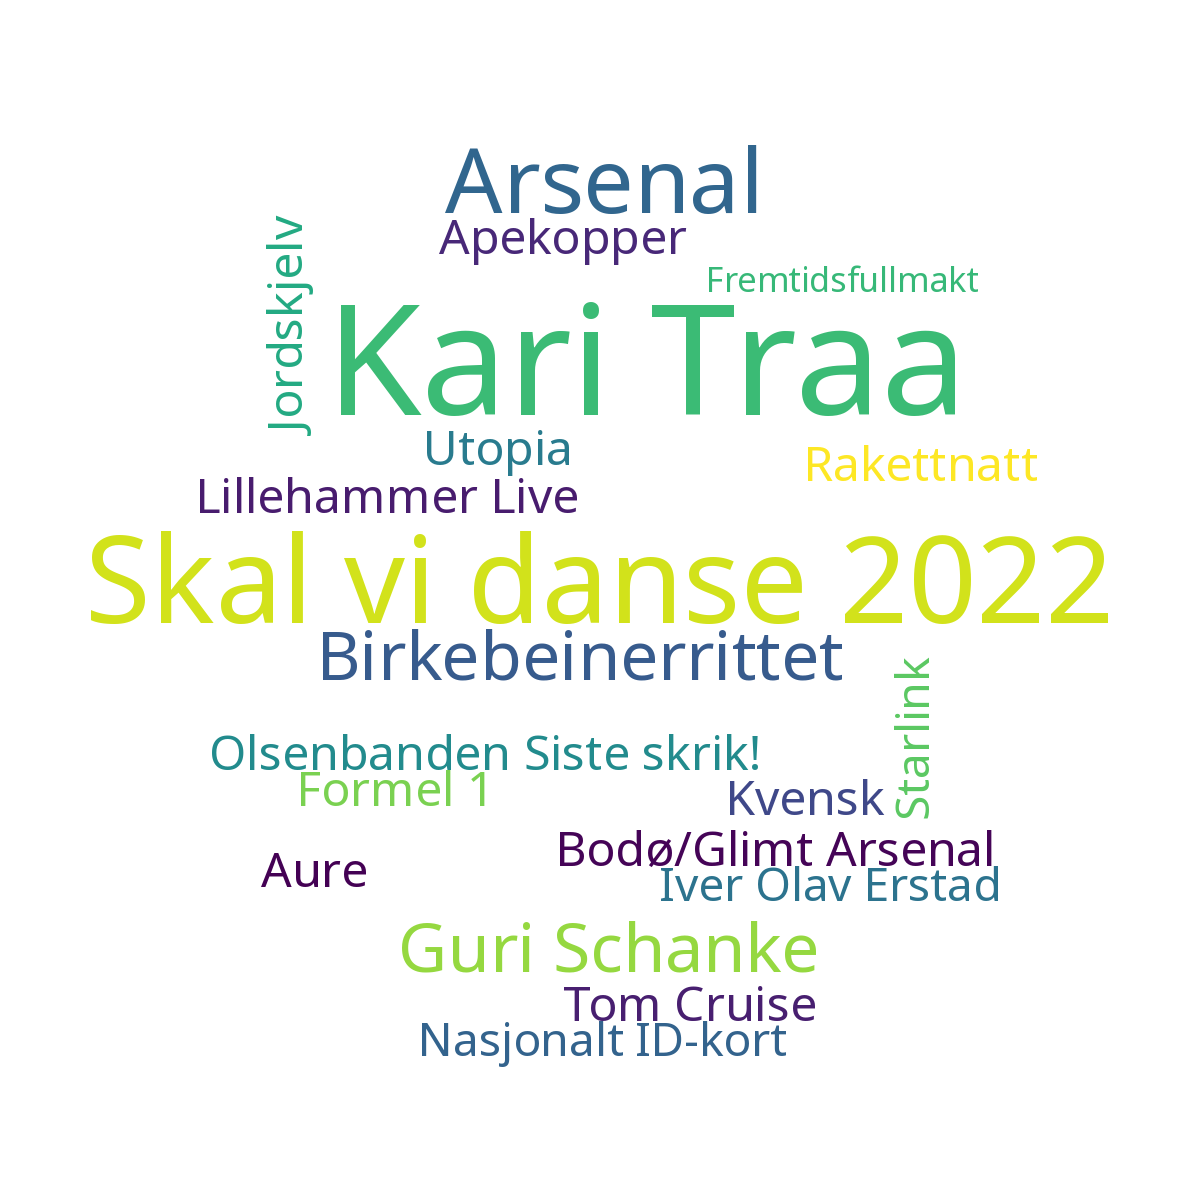 Arsenal
Apekopper
Jordskjelv
Fremtidsfullmakt
Kari Traa
Utopia
Rakettnatt
Lillehammer Live
Skal vi danse 2022
Birkebeinerrittet
Starlink
Olsenbanden Siste skrik!
Formel 1
Kvensk
Bodø/Glimt Arsenal
Aure
Iver Olav Erstad
Guri Schanke
Tom Cruise
Nasjonalt ID-kort